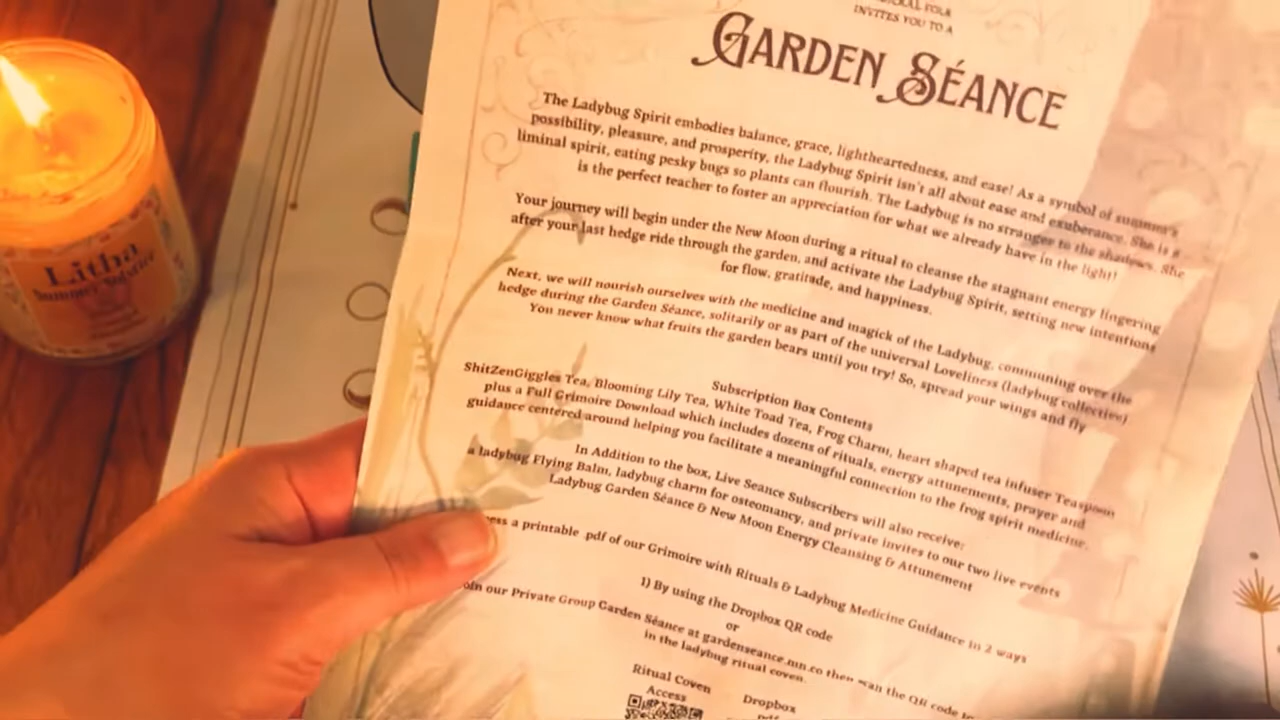 INVITES YOU TO A
GARDEN SÉANCE
The Ladybug Spirit embodies balance, grace, lightheartedness, and ease! As a symbol of summer's
possibility, pleasure, and prosperity, the Ladybug Spirit isn't all about ease and exuberance. She is a
liminal spirit, eating pesky bugs so plants can flourish. The Ladybug is no stranger to the shadows. She
is the perfect teacher to foster an appreciation for what we already have in the light!
Your journey will begin under the New Moon during a ritual to cleanse the stagnant energy lingering
after your last hedge ride through the garden, and activate the Ladybug Spirit, setting new intentions
for flow, gratitude, and happiness.
Next, we will nourish ourselves with the medicine and magick of the Ladybug, communing over the
hedge during the Garden Séance, solitarily or as part of the universal Loveliness (ladybug collective)
You never know what fruits the garden bears until you try! So, spread your wings and fly
Subscription Box Contents
ShitZenGiggles Tea, Blooming Lily Tea, White Toad Tea, Frog Charm, heart shaped tea infuser Teaspoon
plus a Full Grimoire Download which includes dozens of rituals, energy attunements, prayer and
guidance centered around helping you facilitate a meaningful connection to the frog spirit medicine.
In Addition to the box, Live Seance Subscribers will also receive:
a ladybug Flying Balm, ladybug charm for osteomancy, and private invites to our two live events
Ladybug Garden Séance & New Moon Energy Cleansing & Attunement
a printable .pdf of our Grimoire with Rituals & Ladybug Medicine Guidance in 2 ways
1) By using the Dropbox QR code
or
our Private Group Garden Séance at gardenseance.mn.co then scan the QR code
in the ladybug ritual coven.
Ritual Coven
Access
Dropbox
pdf
Litha
Summer Solstice